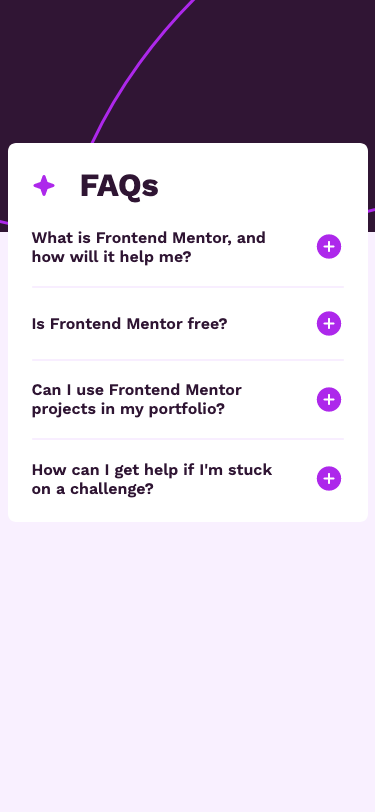 FAQs
What is Frontend Mentor, and
how will it help me?
Is Frontend Mentor free?
Can I use Frontend Mentor
projects in my portfolio?
How can I get help if I'm stuck
on a challenge?